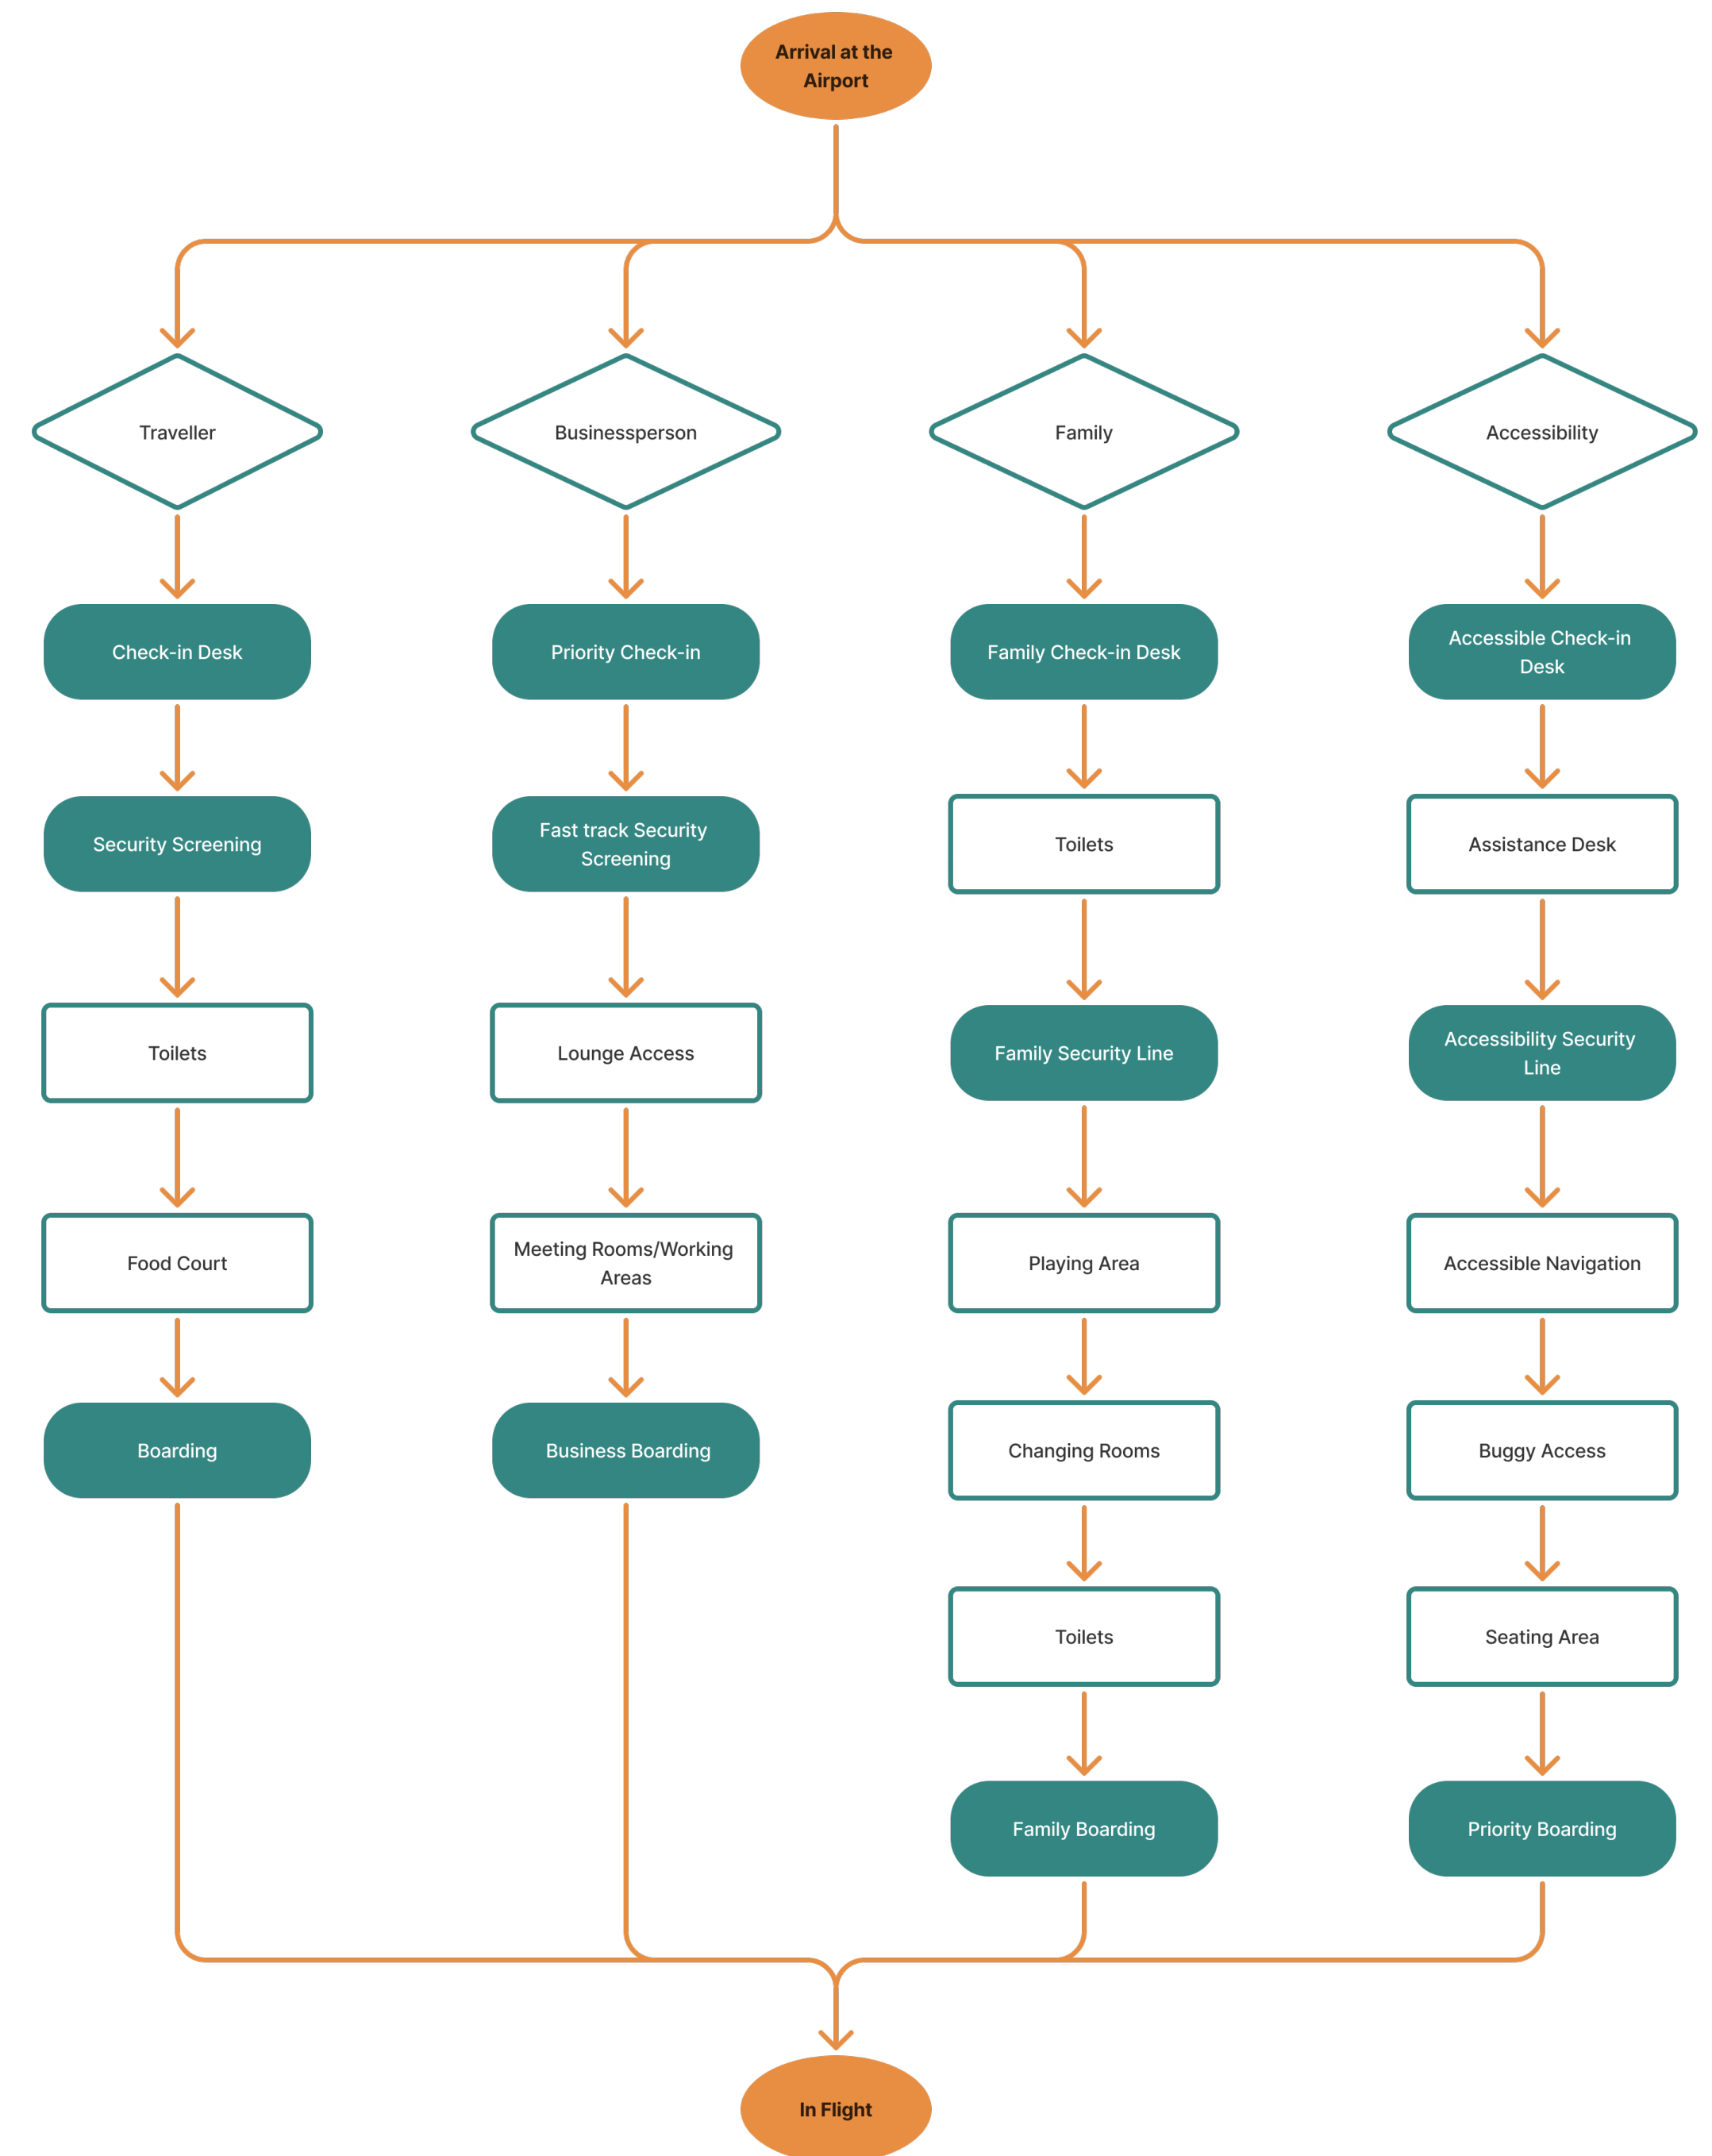 Arrival at the
Airport
Traveller
Businessperson
Family
Accessibility
Check-in Desk
Priority Check-in
Family Check-in Desk
Accessible Check-in
Desk
Security Screening
Fast track Security
Screening
Toilets
Assistance Desk
Toilets
Lounge Access
Family Security Line
Accessibility Security
Line
Food Court
Meeting Rooms/Working
Areas
Playing Area
Accessible Navigation
Boarding
Business Boarding
Changing Rooms
Buggy Access
Toilets
Seating Area
Family Boarding
Priority Boarding
In Flight